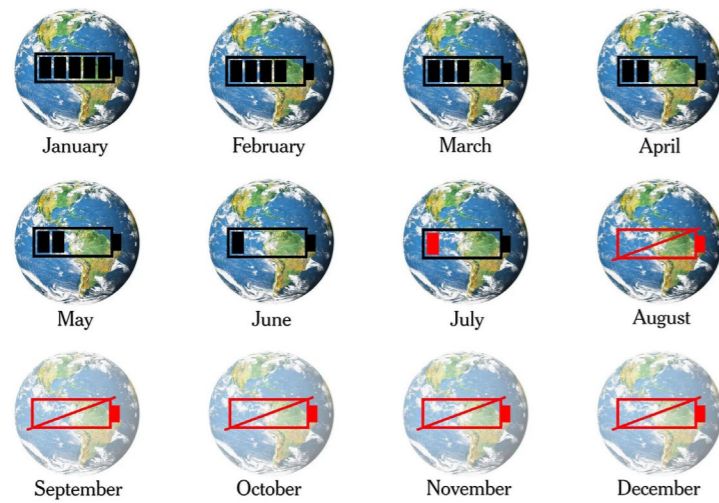 January
February
March
April
May
June
July
August
September
October
November
December